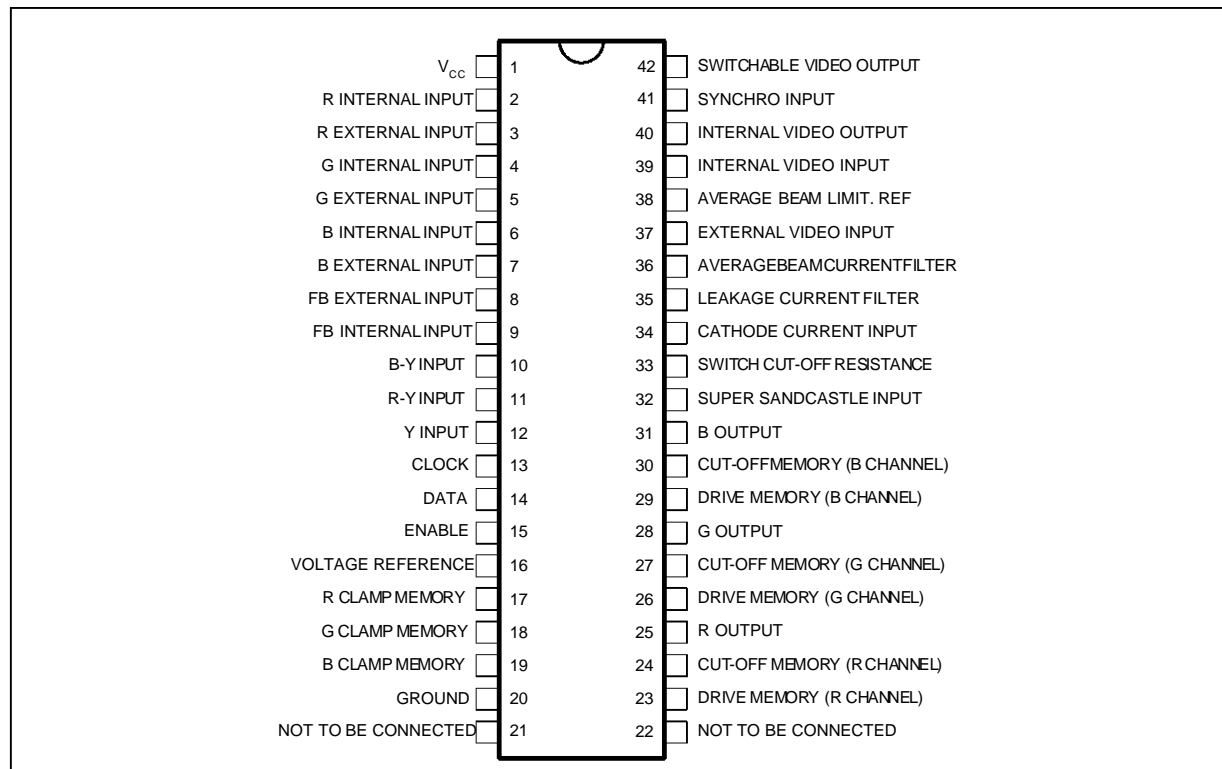 VCC 1 42 SWITCHABLE VIDEO OUTPUT
R INTERNAL INPUT 2 41 SYNCHRO INPUT
R EXTERNAL INPUT 3 40 INTERNAL VIDEO OUTPUT
G INTERNAL INPUT 4 39 INTERNAL VIDEO INPUT
G EXTERNAL INPUT 5 38 AVERAGE BEAM LIMIT. REF
B INTERNAL INPUT 6 37 EXTERNAL VIDEO INPUT
B EXTERNAL INPUT 7 36 AVERAGE BEAM CURRENT FILTER
FB EXTERNAL INPUT 8 35 LEAKAGE CURRENT FILTER
FB INTERNAL INPUT 9 34 CATHODE CURRENT INPUT
B-Y INPUT 10 33 SWITCH CUT-OFF RESISTANCE
R-Y INPUT 11 32 SUPER SANDCASTLE INPUT
Y INPUT 12 31 B OUTPUT
CLOCK 13 30 CUT-OFF MEMORY (B CHANNEL)
DATA 14 29 DRIVE MEMORY (B CHANNEL)
ENABLE 15 28 G OUTPUT
VOLTAGE REFERENCE 16 27 CUT-OFF MEMORY (G CHANNEL)
R CLAMP MEMORY 17 26 DRIVE MEMORY (G CHANNEL)
G CLAMP MEMORY 18 25 R OUTPUT
B CLAMP MEMORY 19 24 CUT-OFF MEMORY (R CHANNEL)
GROUND 20 23 DRIVE MEMORY (R CHANNEL)
NOT TO BE CONNECTED 21 22 NOT TO BE CONNECTED